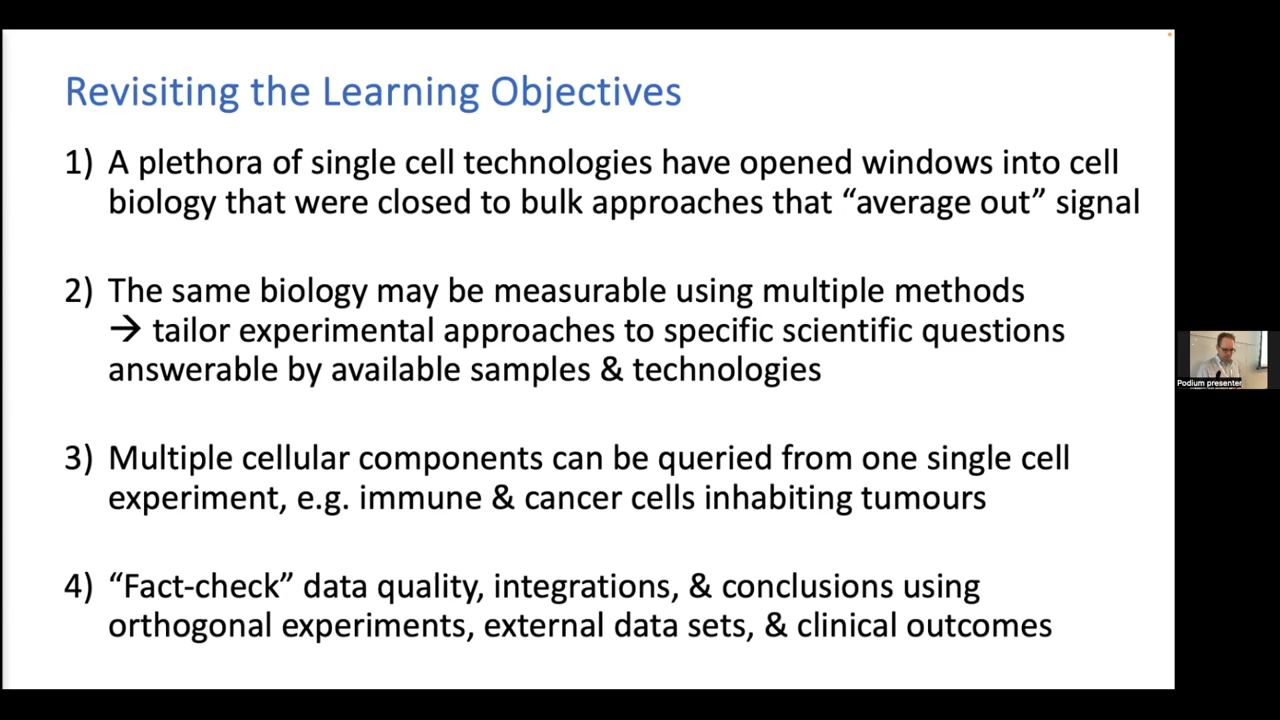 Revisiting the Learning Objectives
1) A plethora of single cell technologies have opened windows into cell
biology that were closed to bulk approaches that “average out” signal
2) The same biology may be measurable using multiple methods
→ tailor experimental approaches to specific scientific questions
answerable by available samples & technologies
3) Multiple cellular components can be queried from one single cell
experiment, e.g. immune & cancer cells inhabiting tumours
4) “Fact-check” data quality, integrations, & conclusions using
orthogonal experiments, external data sets, & clinical outcomes
Podium presenter